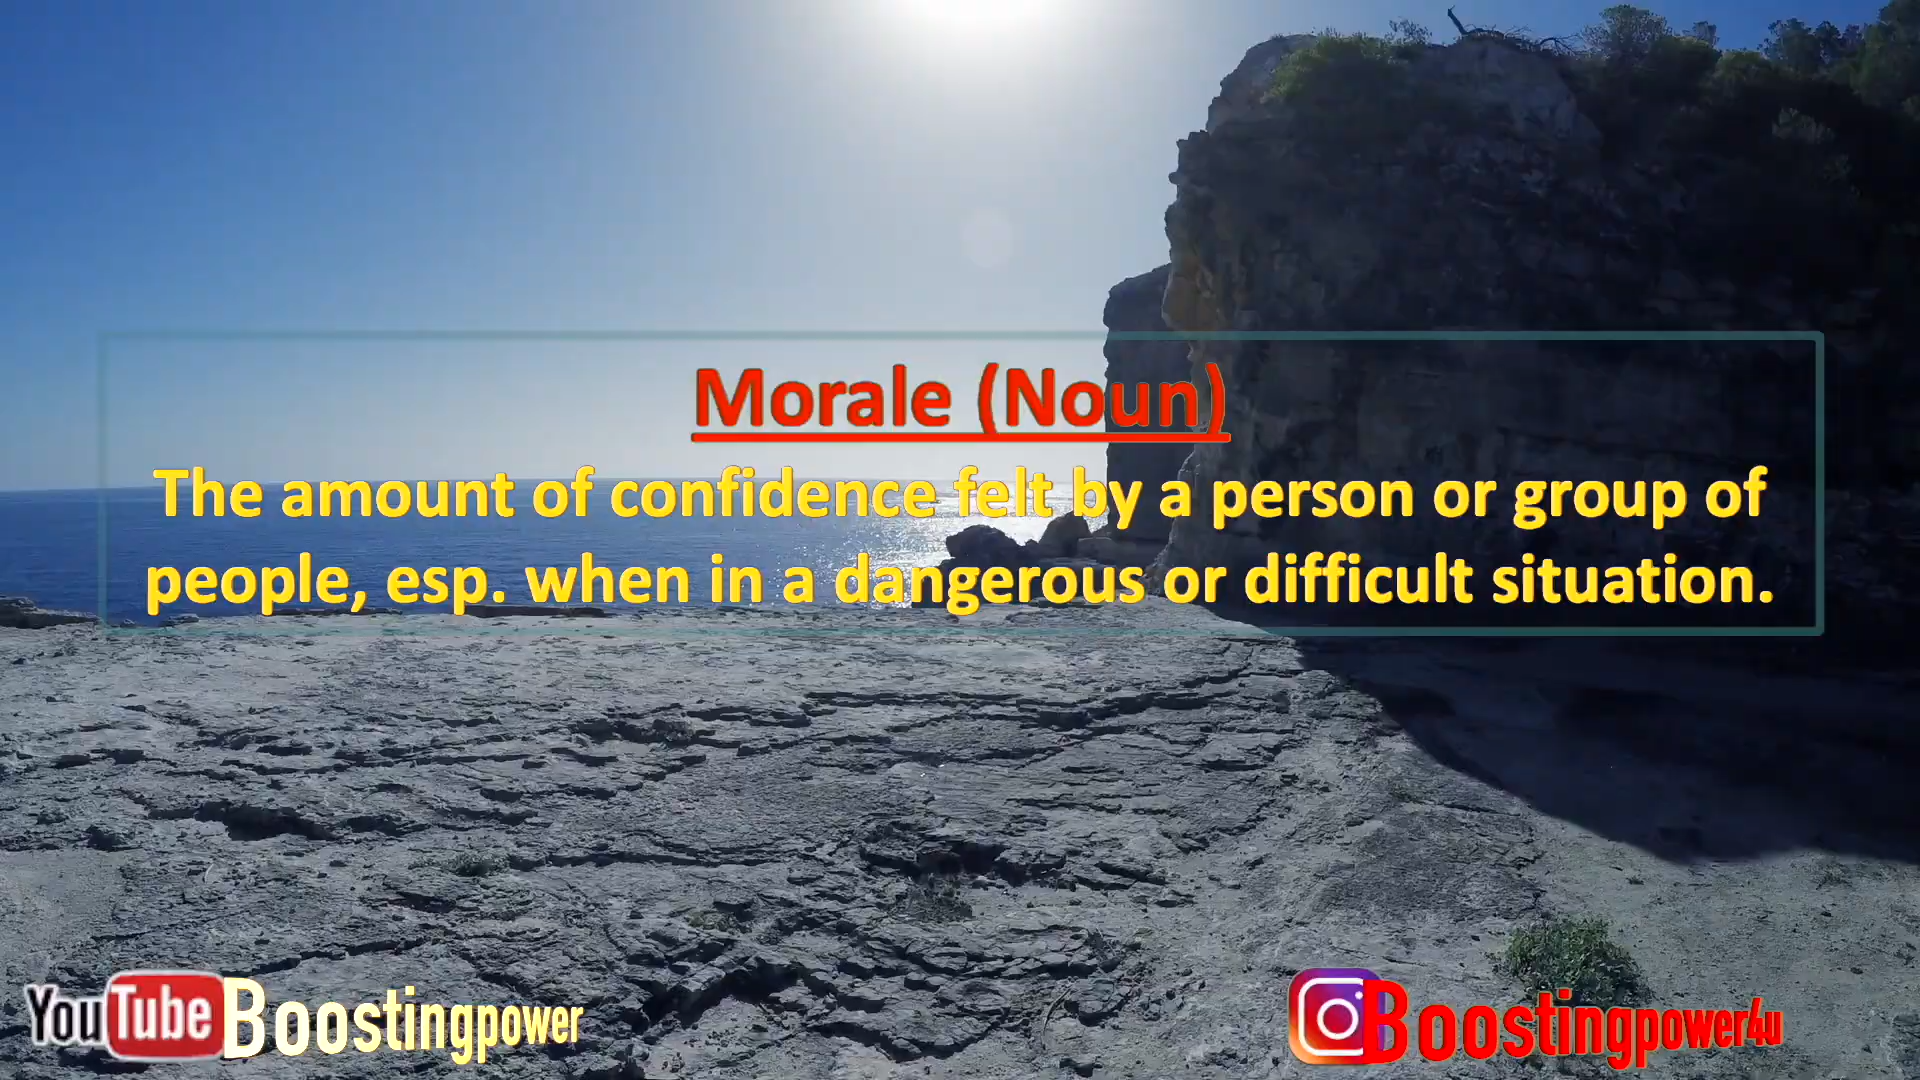 Morale (Noun)
The amount of confidence felt by a person or group of
people, esp. when in a dangerous or difficult situation.
YouTube Boostingpower
Boostingpower4u